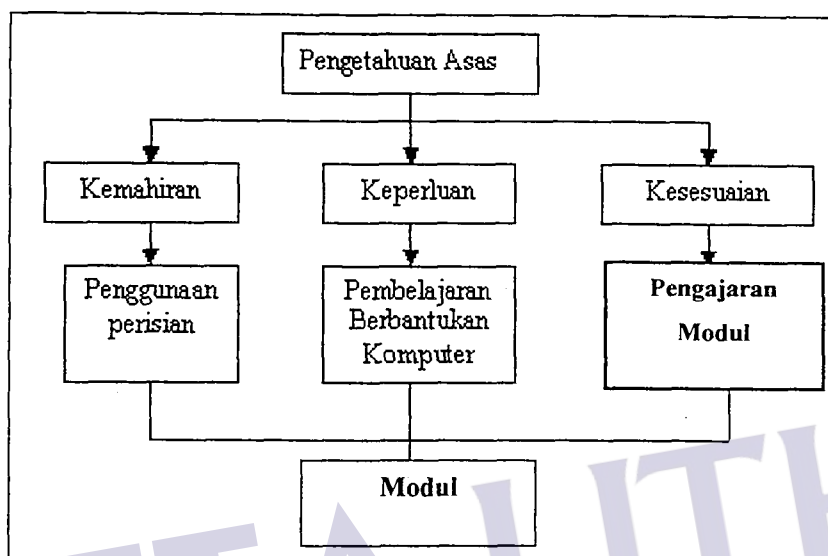 Pengetahuan Asas
Kemahiran
Keperluan
Kesesuaian
Penggunaan
perisian
Pembelajaran
Berbantukan
Komputer
Pengajaran
Modul
Modul